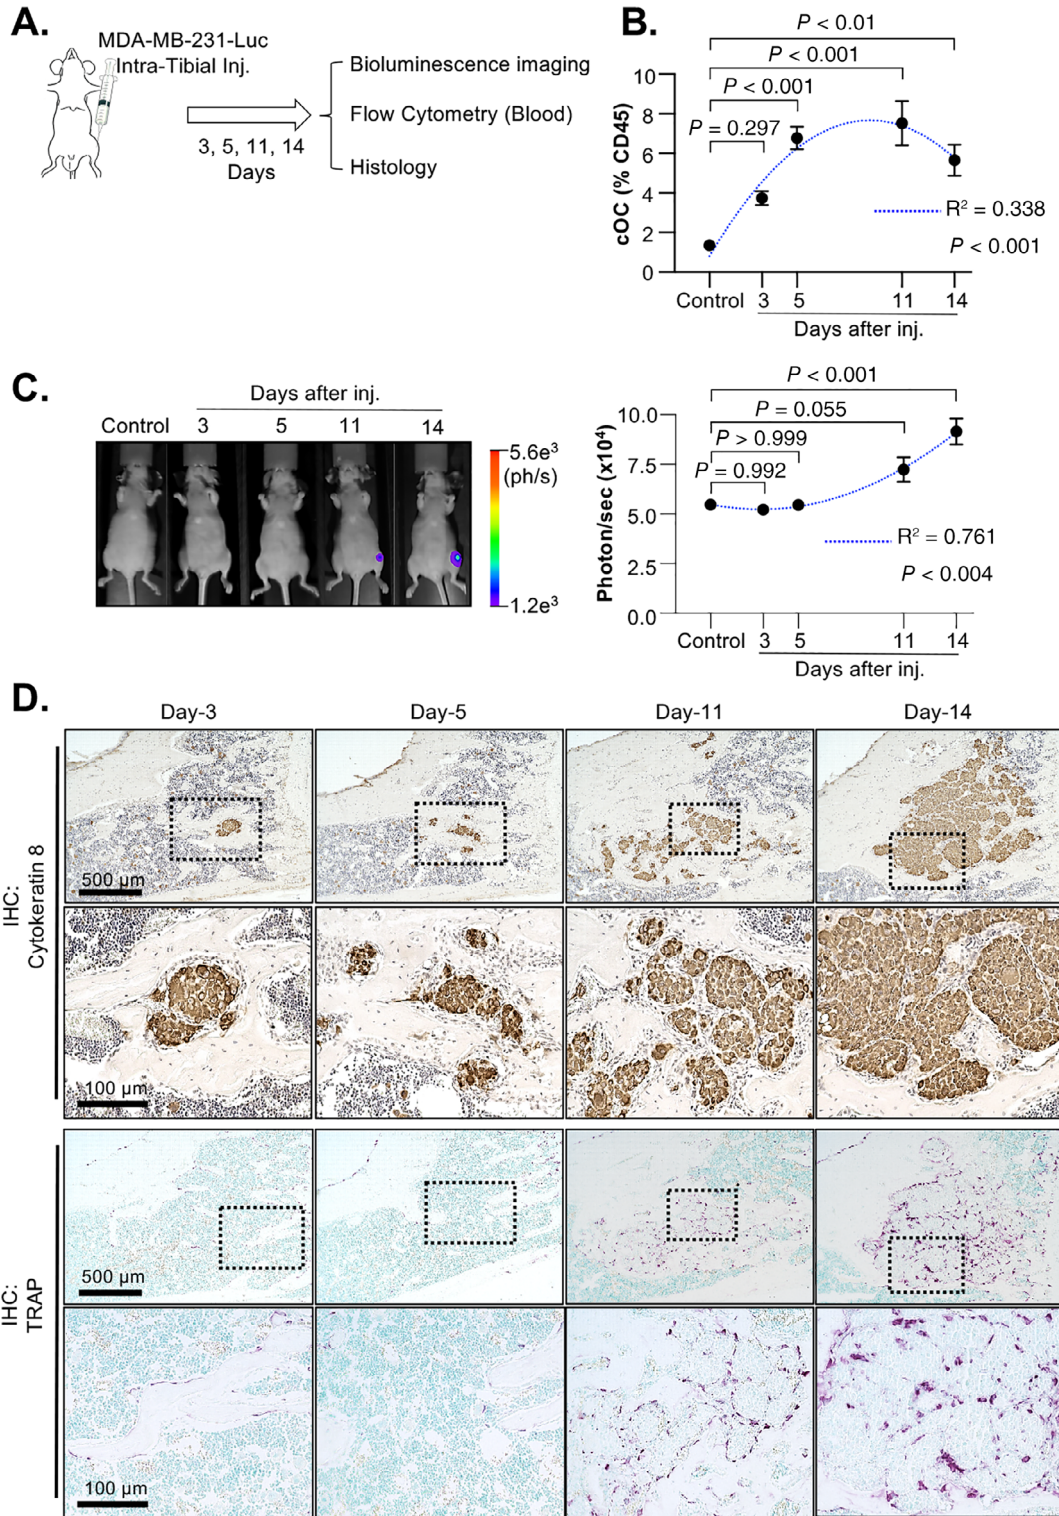 A.
MDA-MB-231-Luc
Intra-Tibial Inj.
3, 5, 11, 14
Days
Bioluminescence imaging
Flow Cytometry (Blood)
Histology
B.
P < 0.01
P < 0.001
P < 0.001
P = 0.297
cOC (% CD45)
10
8
6
4
2
0
R² = 0.338
P < 0.001
Control 3 5 11 14
Days after inj.
C.
Days after inj.
Control 3 5 11 14
5.6e³
(ph/s)
1.2e³
P < 0.001
P = 0.055
P > 0.999
P = 0.992
Photon/sec (x10⁴)
10.0
7.5
5.0
2.5
0.0
R² = 0.761
P < 0.004
Control 3 5 11 14
Days after inj.
D.
Day-3 Day-5 Day-11 Day-14
IHC:
Cytokeratin 8
500 µm
100 µm
IHC:
TRAP
500 µm
100 µm